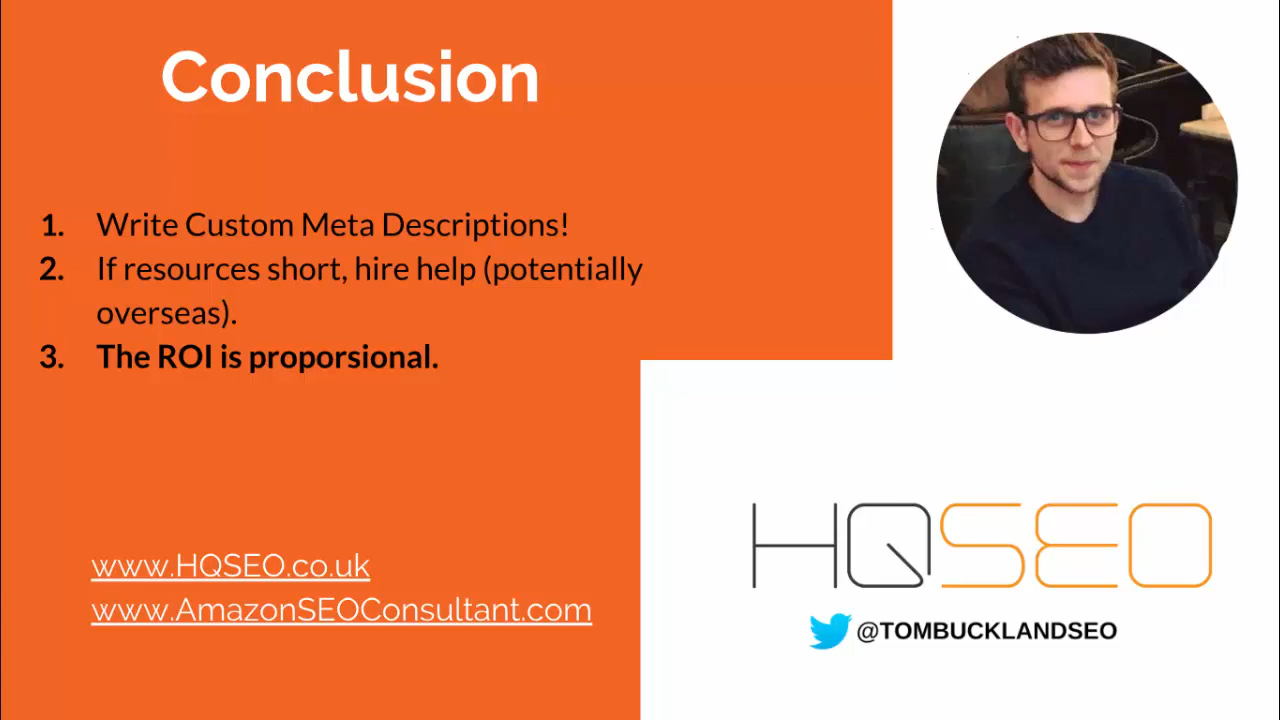 Conclusion
1. Write Custom Meta Descriptions!
2. If resources short, hire help (potentially
overseas).
3. The ROI is proporsional.
www.HQSEO.co.uk
www.AmazonSEOConsultant.com
HQSEO
@TOMBUCKLANDSEO